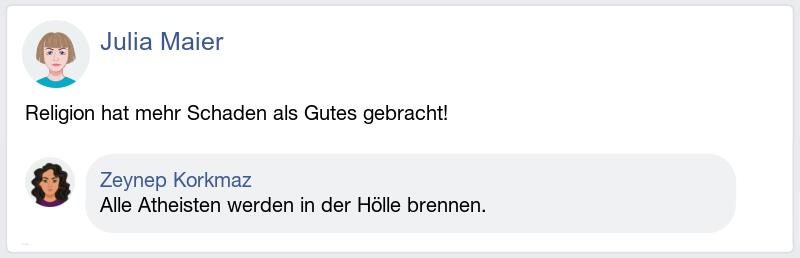 Julia Maier
Religion hat mehr Schaden als Gutes gebracht!
Zeynep Korkmaz
Alle Atheisten werden in der Hölle brennen.